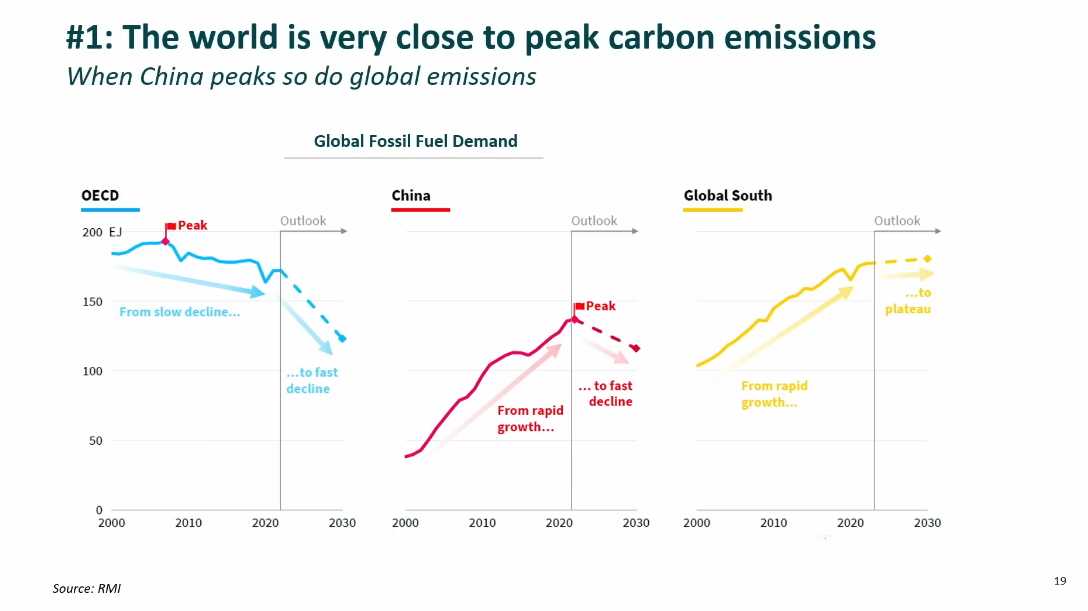 #1: The world is very close to peak carbon emissions
When China peaks so do global emissions
Global Fossil Fuel Demand
OECD
200 EJ
Peak
Outlook
150
From slow decline...
100
...to fast
decline
50
0
2000
2010
2020
2030
China
Outlook
Peak
... to fast
decline
From rapid
growth...
2000
2010
2020
2030
Global South
Outlook
...to
plateau
From rapid
growth...
2000
2010
2020
2030
Source: RMI
19